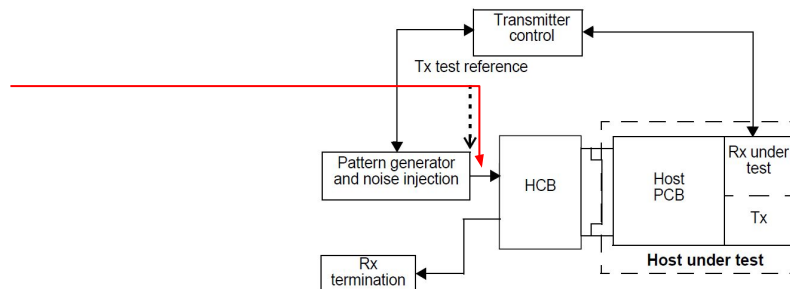 Transmitter
control
Tx test reference
Pattern generator
and noise injection
HCB
Host
PCB
Rx under
test
Tx
Host under test
Rx
termination